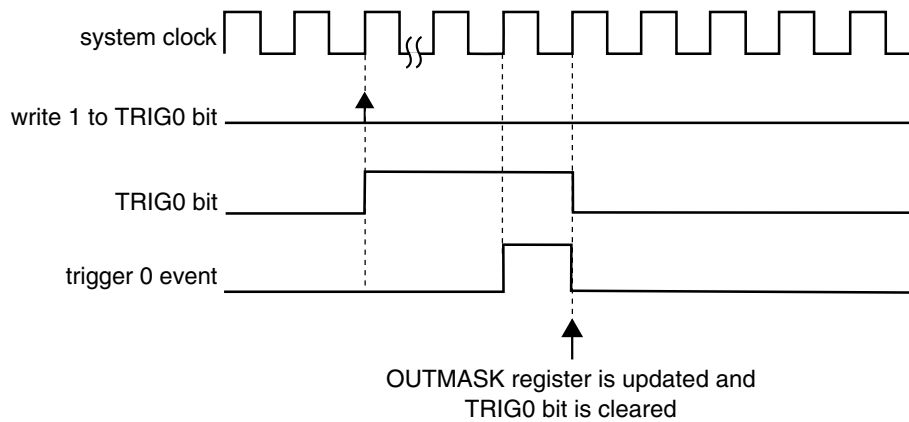 system clock
write 1 to TRIG0 bit
TRIG0 bit
trigger 0 event
OUTMASK register is updated and
TRIG0 bit is cleared